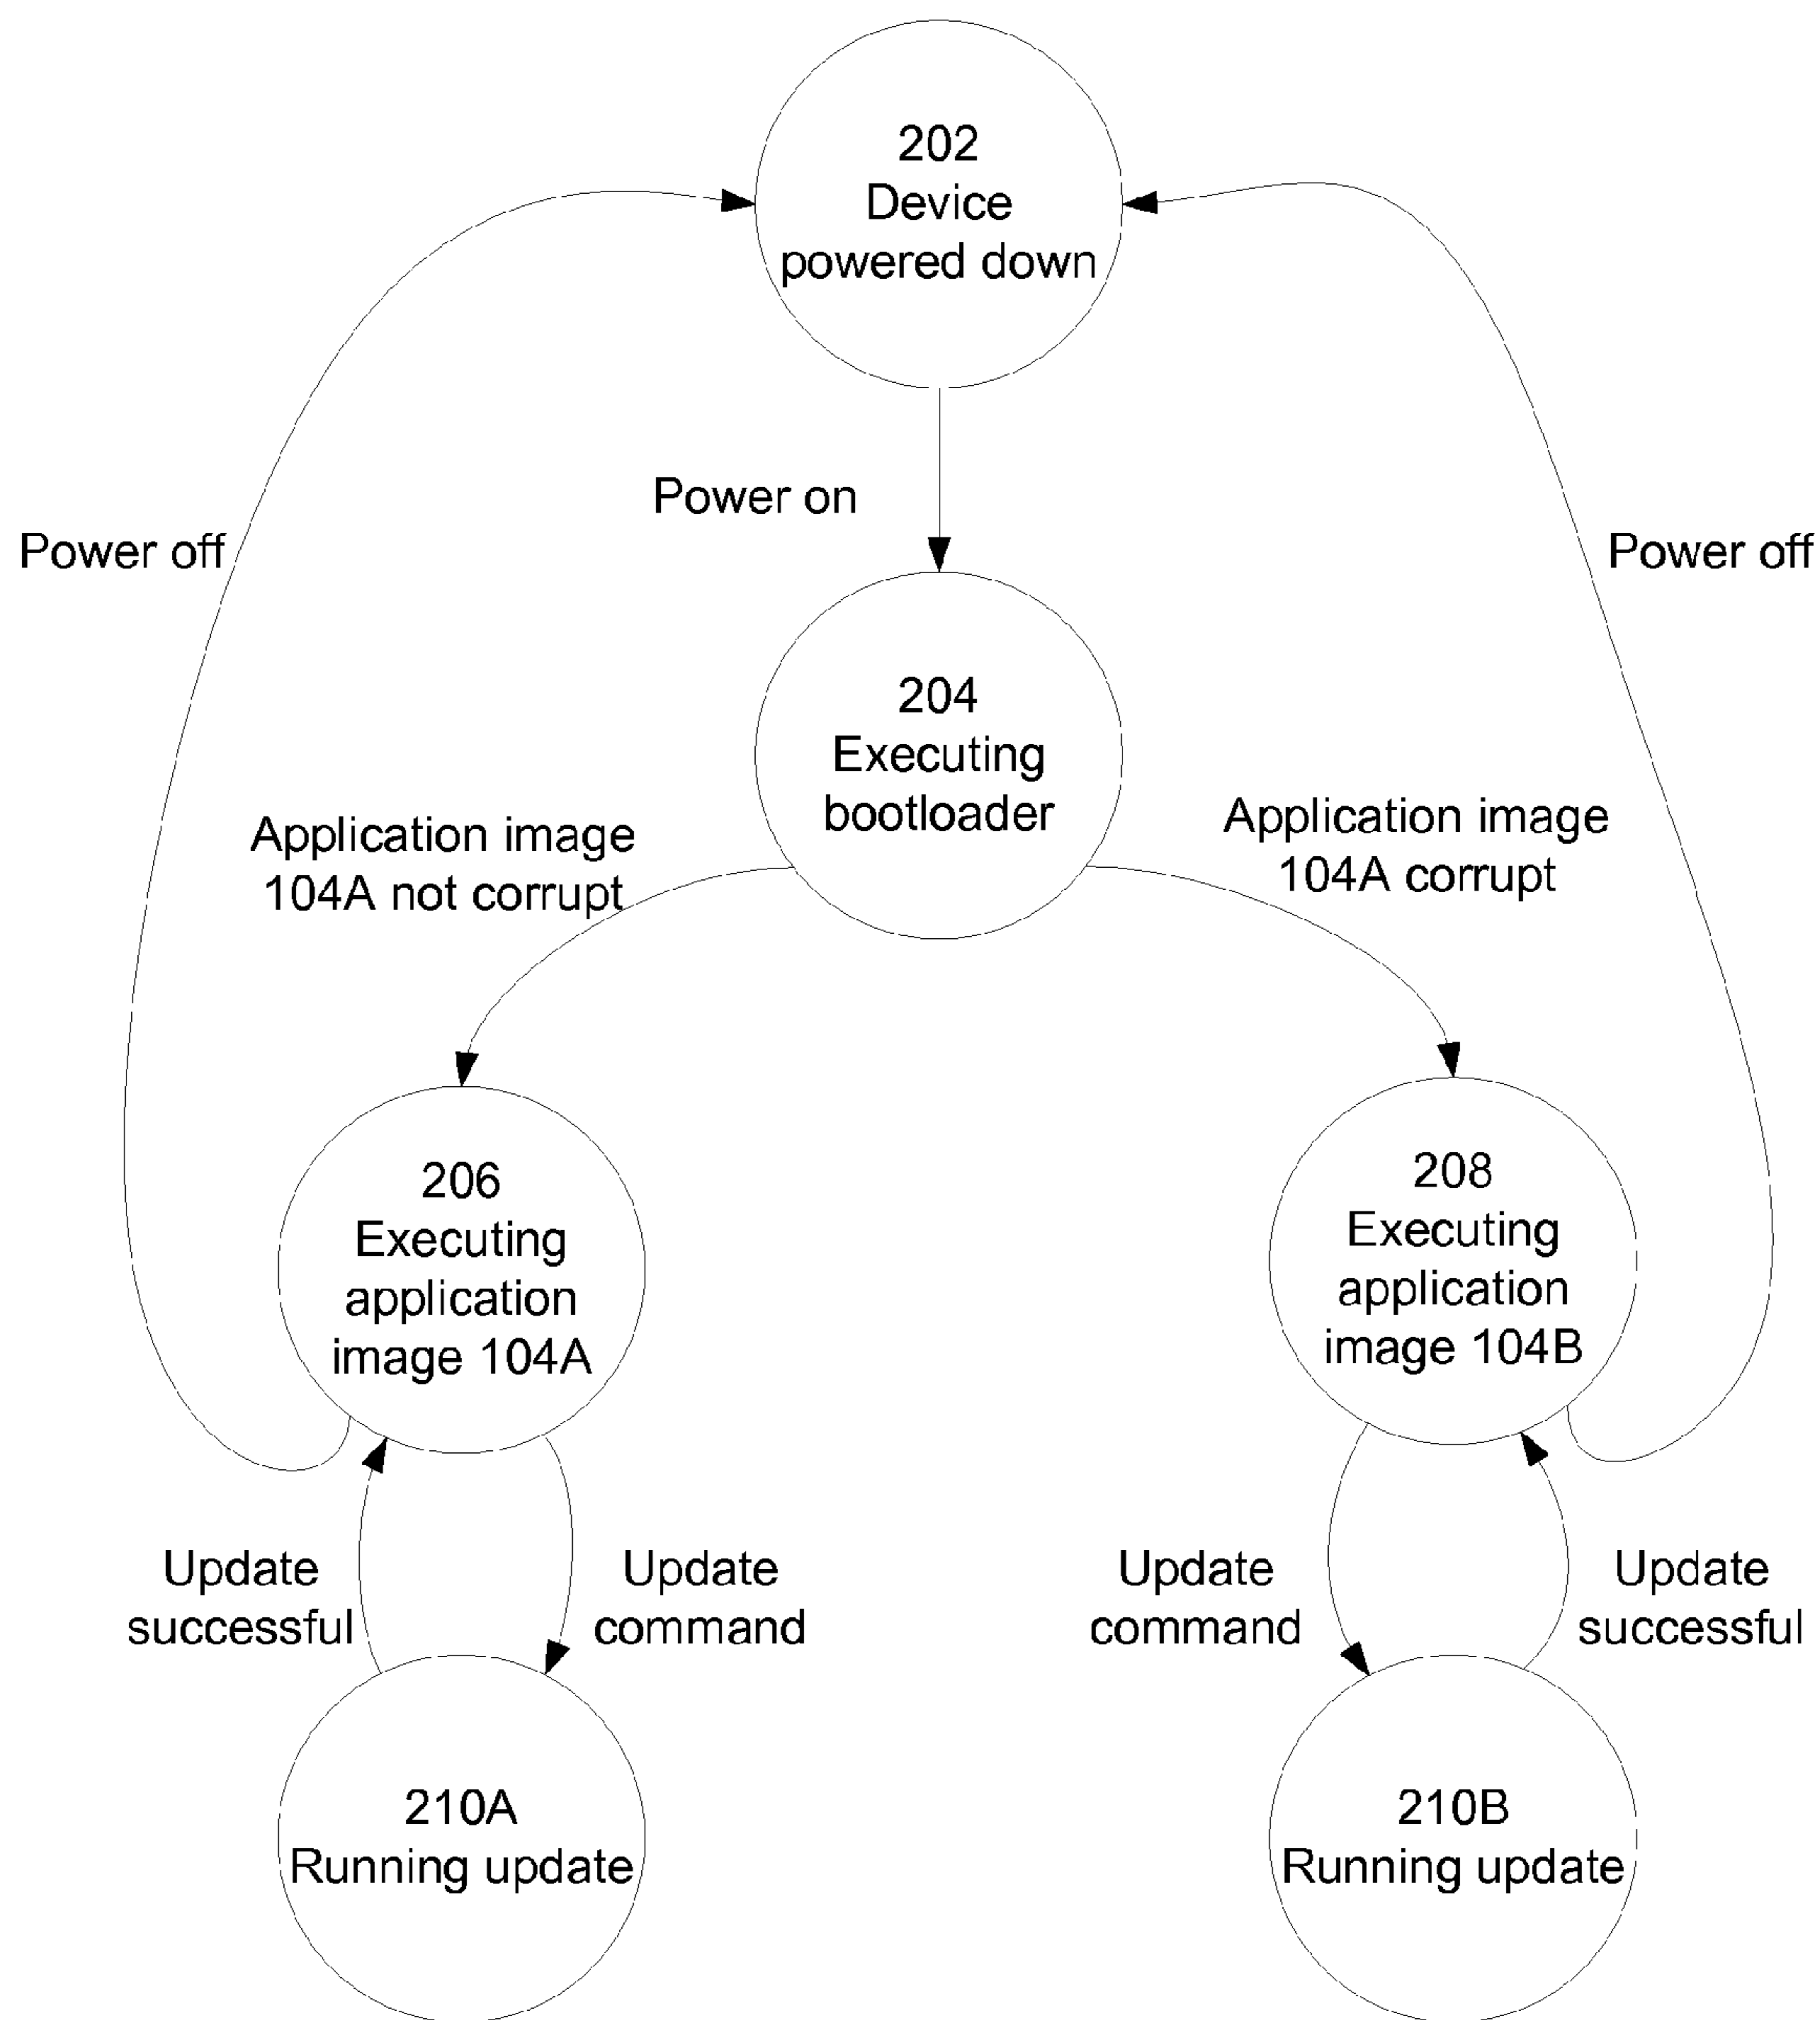 202
Device
powered down
Power on
Power off
Power off
204
Executing
bootloader
Application image
104A not corrupt
Application image
104A corrupt
206
Executing
application
image 104A
208
Executing
application
image 104B
Update
successful
Update
command
Update
command
Update
successful
210A
Running update
210B
Running update